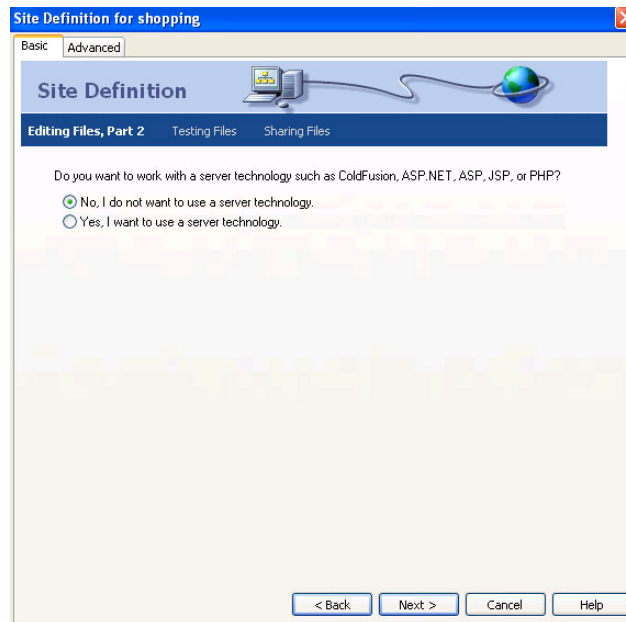 Site Definition for shopping
Basic Advanced
Site Definition
Editing Files, Part 2 Testing Files Sharing Files
Do you want to work with a server technology such as ColdFusion, ASP.NET, ASP, JSP, or PHP?
No, I do not want to use a server technology.
Yes, I want to use a server technology.
< Back Next > Cancel Help